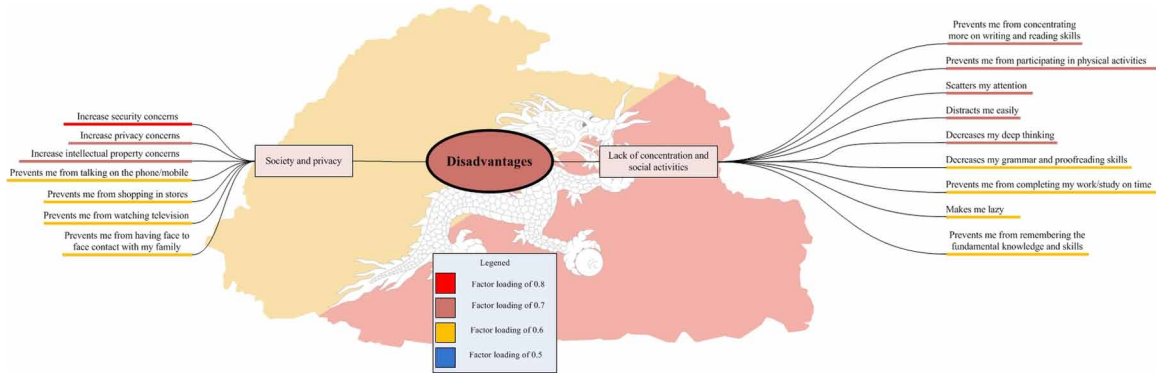 Disadvantages
Society and privacy
Increase security concerns
Increase privacy concerns
Increase intellectual property concerns
Prevents me from talking on the phone/mobile
Prevents me from shopping in stores
Prevents me from watching television
Prevents me from having face to
face contact with my family
Lack of concentration and
social activities
Prevents me from concentrating
more on writing and reading skills
Prevents me from participating in physical activities
Scatters my attention
Distracts me easily
Decreases my deep thinking
Decreases my grammar and proofreading skills
Prevents me from completing my work/study on time
Makes me lazy
Prevents me from remembering the
fundamental knowledge and skills
Legened
Factor loading of 0.8
Factor loading of 0.7
Factor loading of 0.6
Factor loading of 0.5